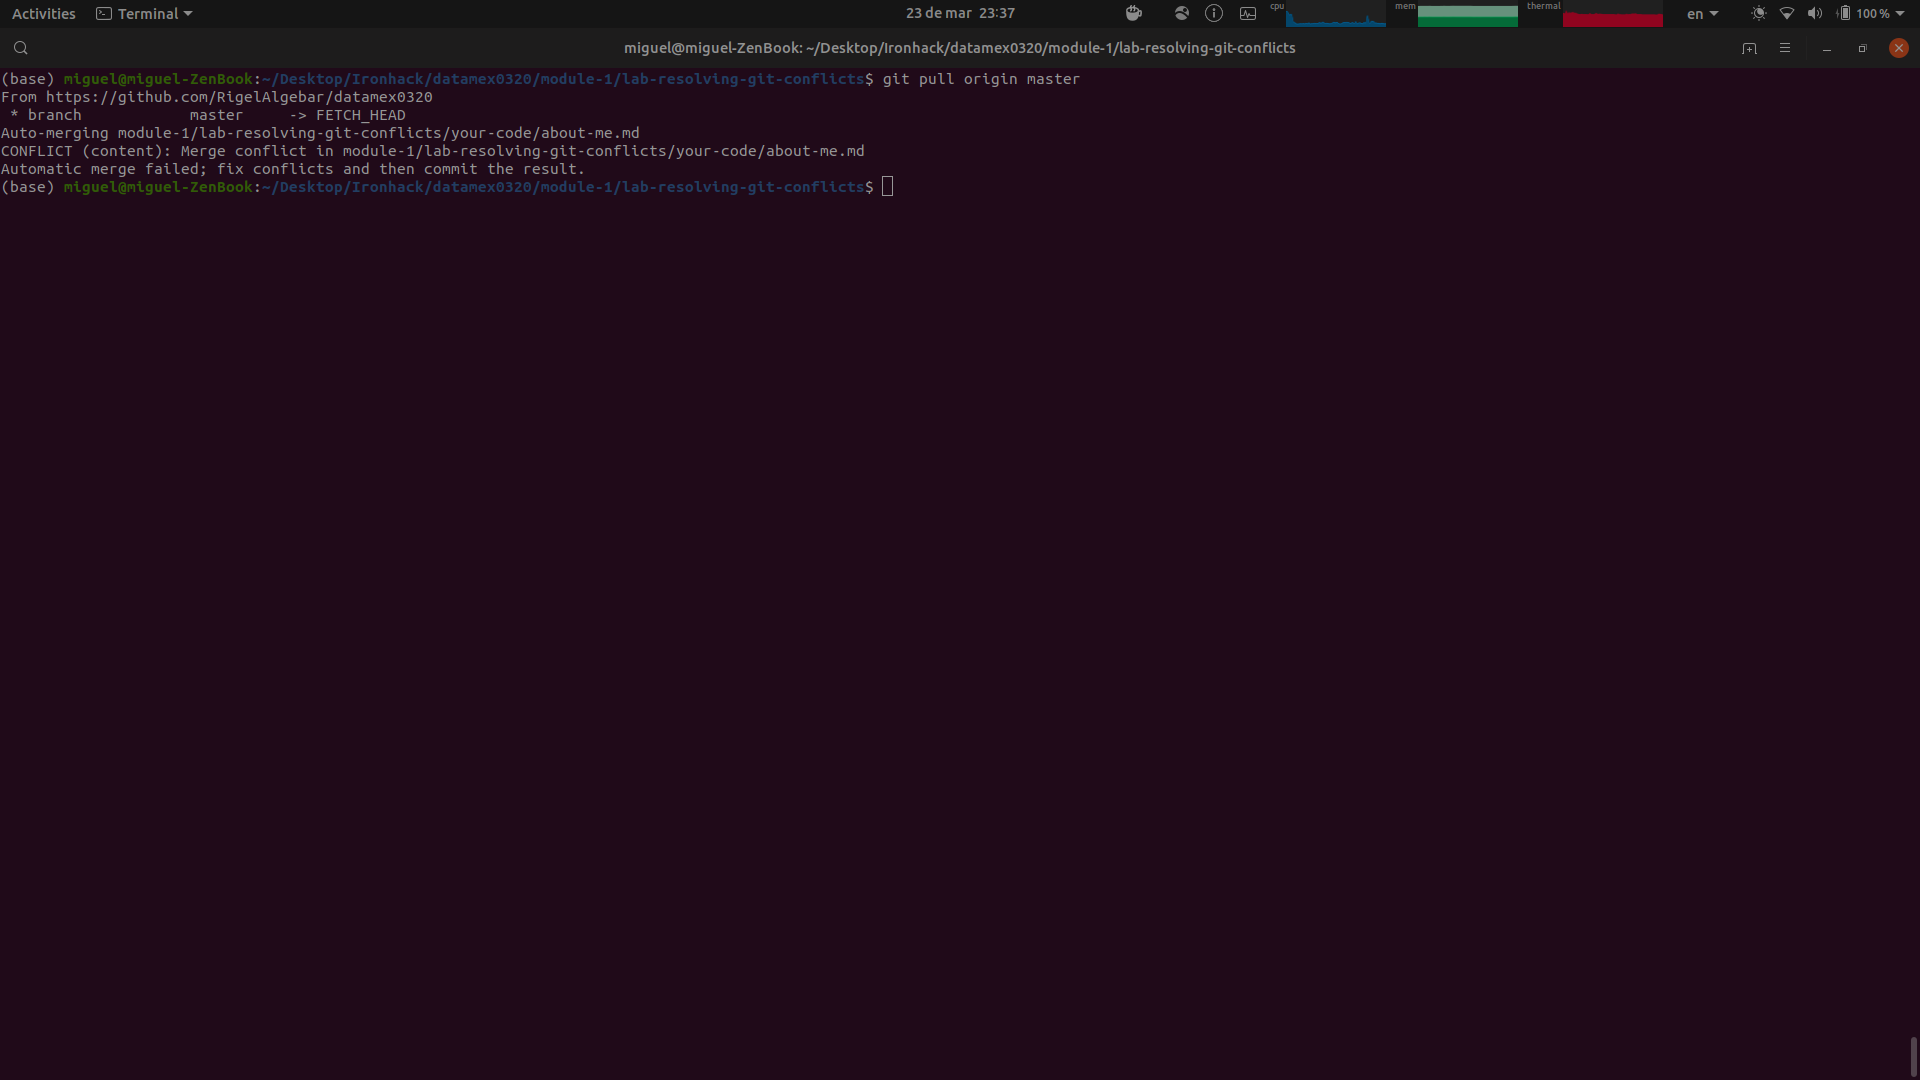 Activities Terminal 23 de mar 23:37 cpu mem thermal en 100 %
miguel@miguel-ZenBook: ~/Desktop/Ironhack/datamex0320/module-1/lab-resolving-git-conflicts
(base) miguel@miguel-ZenBook:~/Desktop/Ironhack/datamex0320/module-1/lab-resolving-git-conflicts$ git pull origin master
From https://github.com/RigelAlgebar/datamex0320
 * branch            master     -> FETCH_HEAD
Auto-merging module-1/lab-resolving-git-conflicts/your-code/about-me.md
CONFLICT (content): Merge conflict in module-1/lab-resolving-git-conflicts/your-code/about-me.md
Automatic merge failed; fix conflicts and then commit the result.
(base) miguel@miguel-ZenBook:~/Desktop/Ironhack/datamex0320/module-1/lab-resolving-git-conflicts$